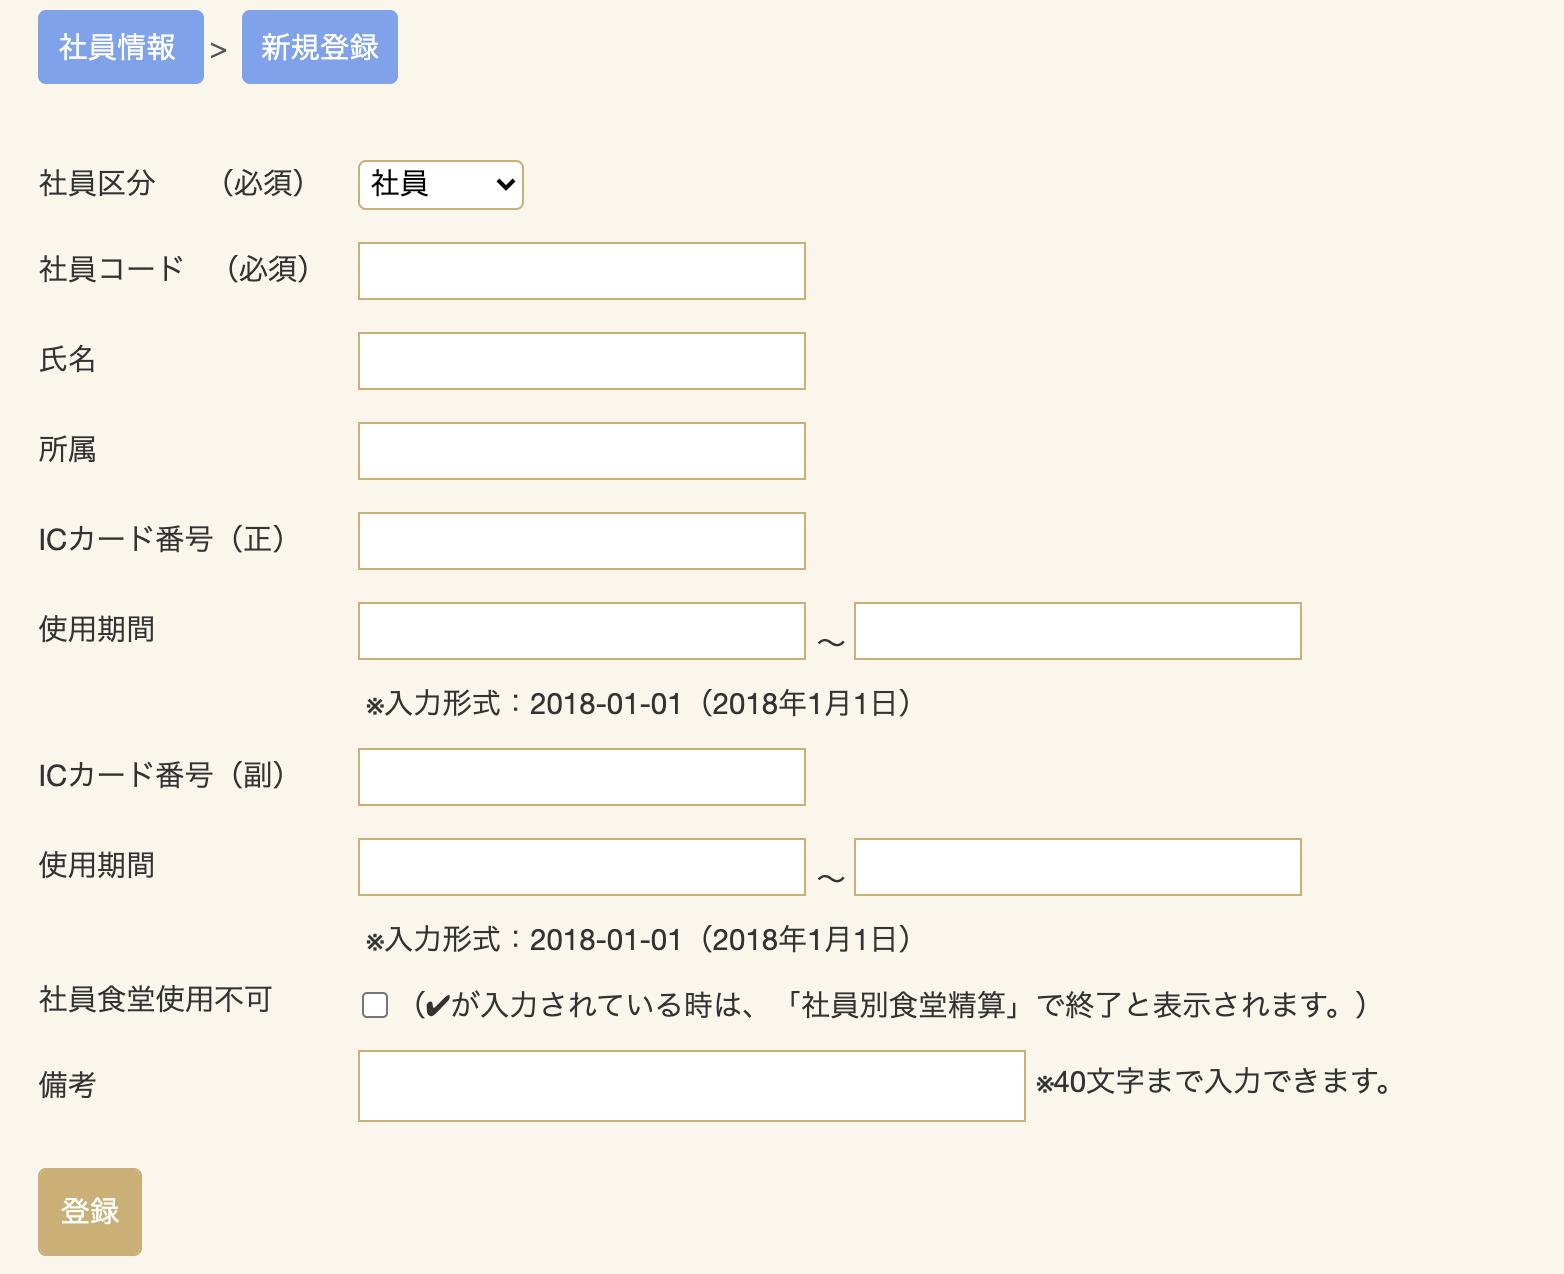 社員情報 > 新規登録
社員区分　（必須） 社員
社員コード　（必須）
氏名
所属
ICカード番号（正）
使用期間 ～
※入力形式：2018-01-01（2018年1月1日）
ICカード番号（副）
使用期間 ～
※入力形式：2018-01-01（2018年1月1日）
社員食堂使用不可 （✔が入力されている時は、「社員別食堂精算」で終了と表示されます。）
備考 ※40文字まで入力できます。
登録